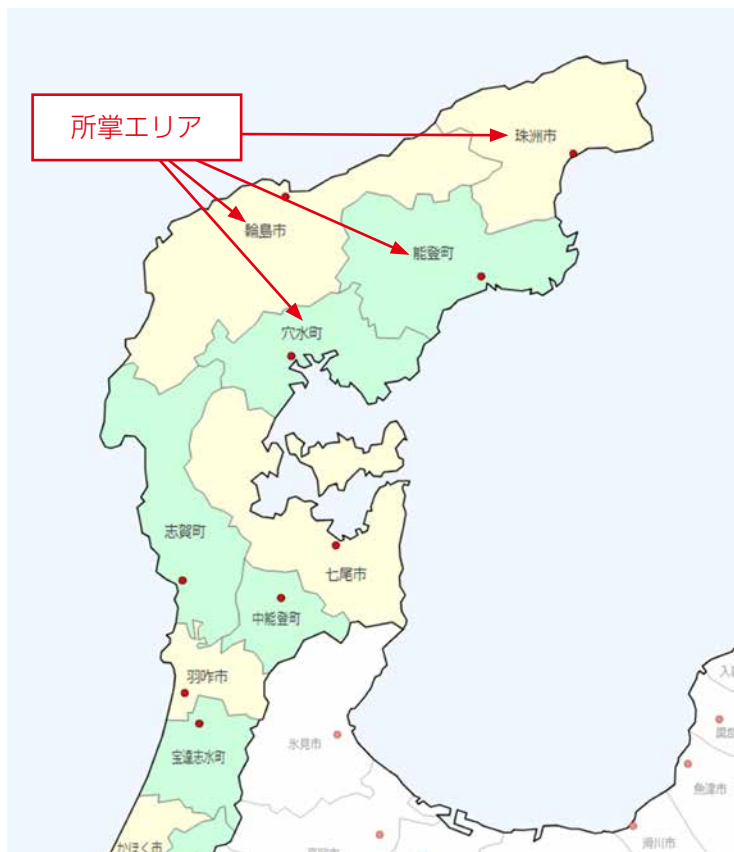 所掌エリア
珠洲市
輪島市
能登町
穴水町
志賀町
七尾市
中能登町
羽咋市
入
宝達志水町
氷見市
魚津市
滑川市
かほく市